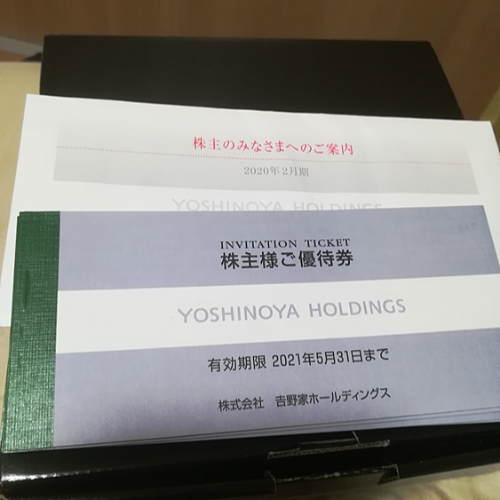 株主のみなさまへのご案内
2020年2月期
YOSHINOYA HOLDINGS
INVITATION TICKET
株主様ご優待券
YOSHINOYA HOLDINGS
有効期限 2021年5月31日まで
株式会社 吉野家ホールディングス